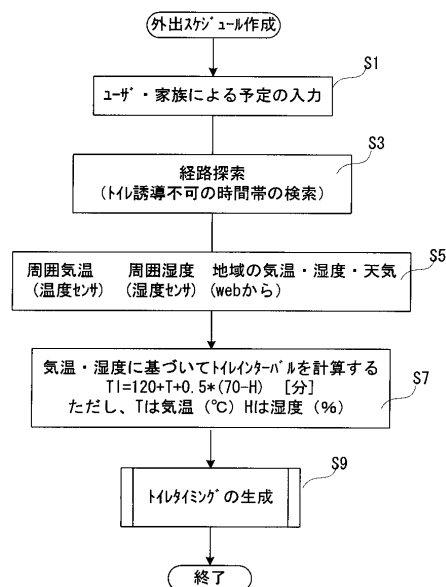 外出ｽｹｼﾞｭｰﾙ作成
S1
ﾕｰｻﾞ・家族による予定の入力
S3
経路探索
(ﾄｲﾚ誘導不可の時間帯の検索)
S5
周囲気温 周囲湿度 地域の気温・湿度・天気
(温度ｾﾝｻ) (湿度ｾﾝｻ) (webから)
気温・湿度に基づいてﾄｲﾚｲﾝﾀｰﾊﾞﾙを計算する
TI=120+T+0.5*(70-H) [分]
ただし、Tは気温(℃) Hは湿度(%)
S7
S9
ﾄｲﾚﾀｲﾐﾝｸﾞの生成
終了